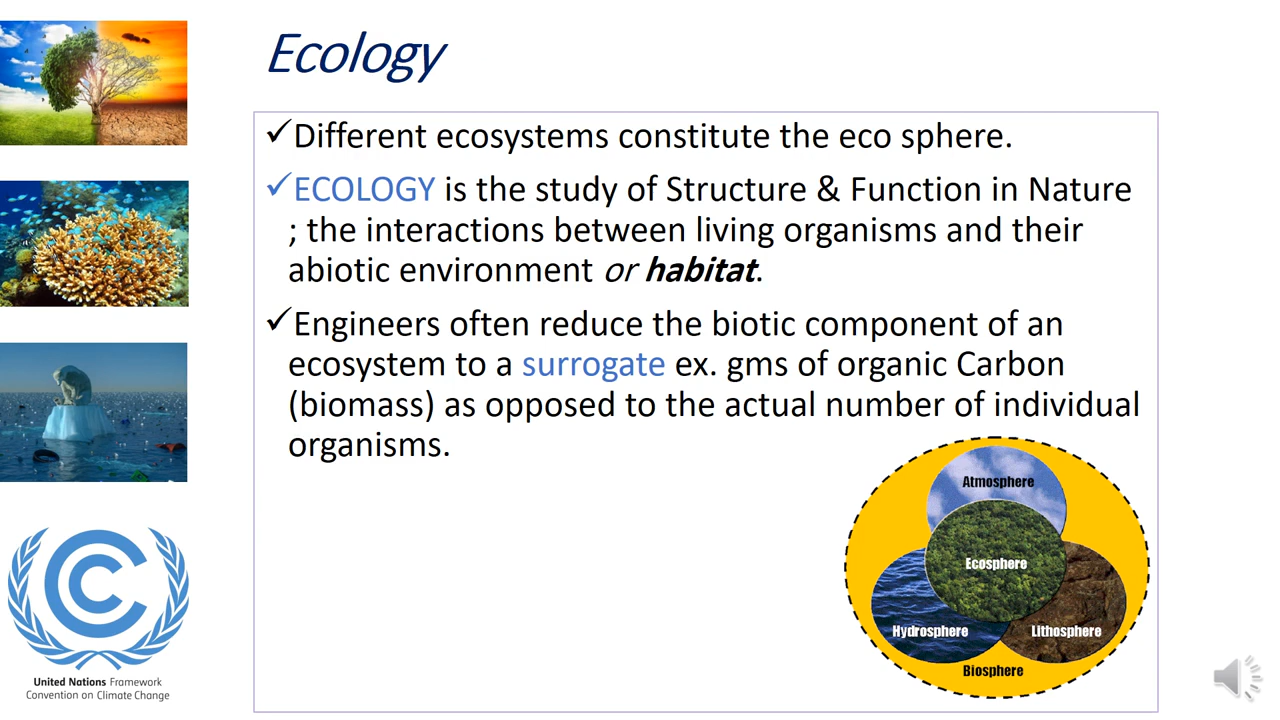 Ecology
✓Different ecosystems constitute the eco sphere.
✓ECOLOGY is the study of Structure & Function in Nature
; the interactions between living organisms and their
abiotic environment or habitat.
✓Engineers often reduce the biotic component of an
ecosystem to a surrogate ex. gms of organic Carbon
(biomass) as opposed to the actual number of individual
organisms.
Atmosphere
Ecosphere
Hydrosphere
Lithosphere
Biosphere
United Nations Framework
Convention on Climate Change